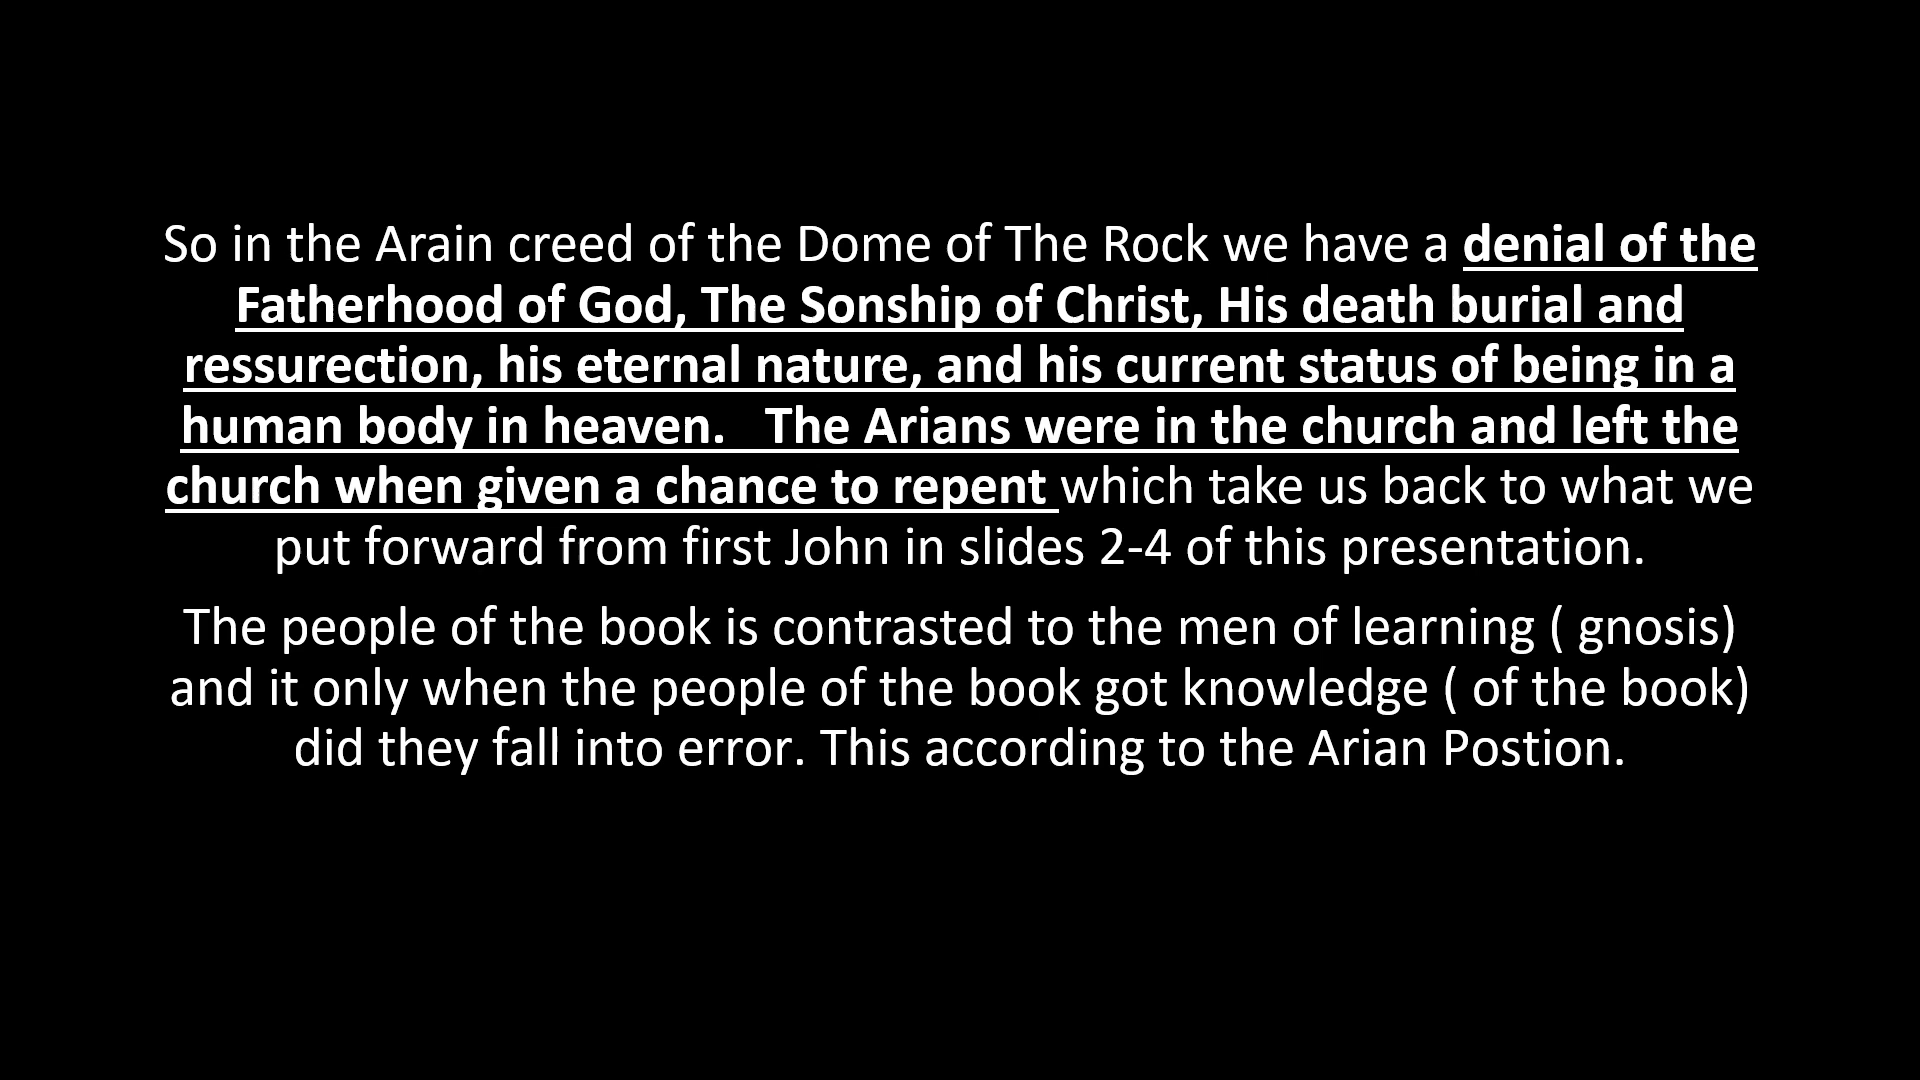 So in the Arain creed of the Dome of The Rock we have a denial of the
Fatherhood of God, The Sonship of Christ, His death burial and
ressurection, his eternal nature, and his current status of being in a
human body in heaven.   The Arians were in the church and left the
church when given a chance to repent which take us back to what we
put forward from first John in slides 2-4 of this presentation.
The people of the book is contrasted to the men of learning ( gnosis)
and it only when the people of the book got knowledge ( of the book)
did they fall into error. This according to the Arian Postion.